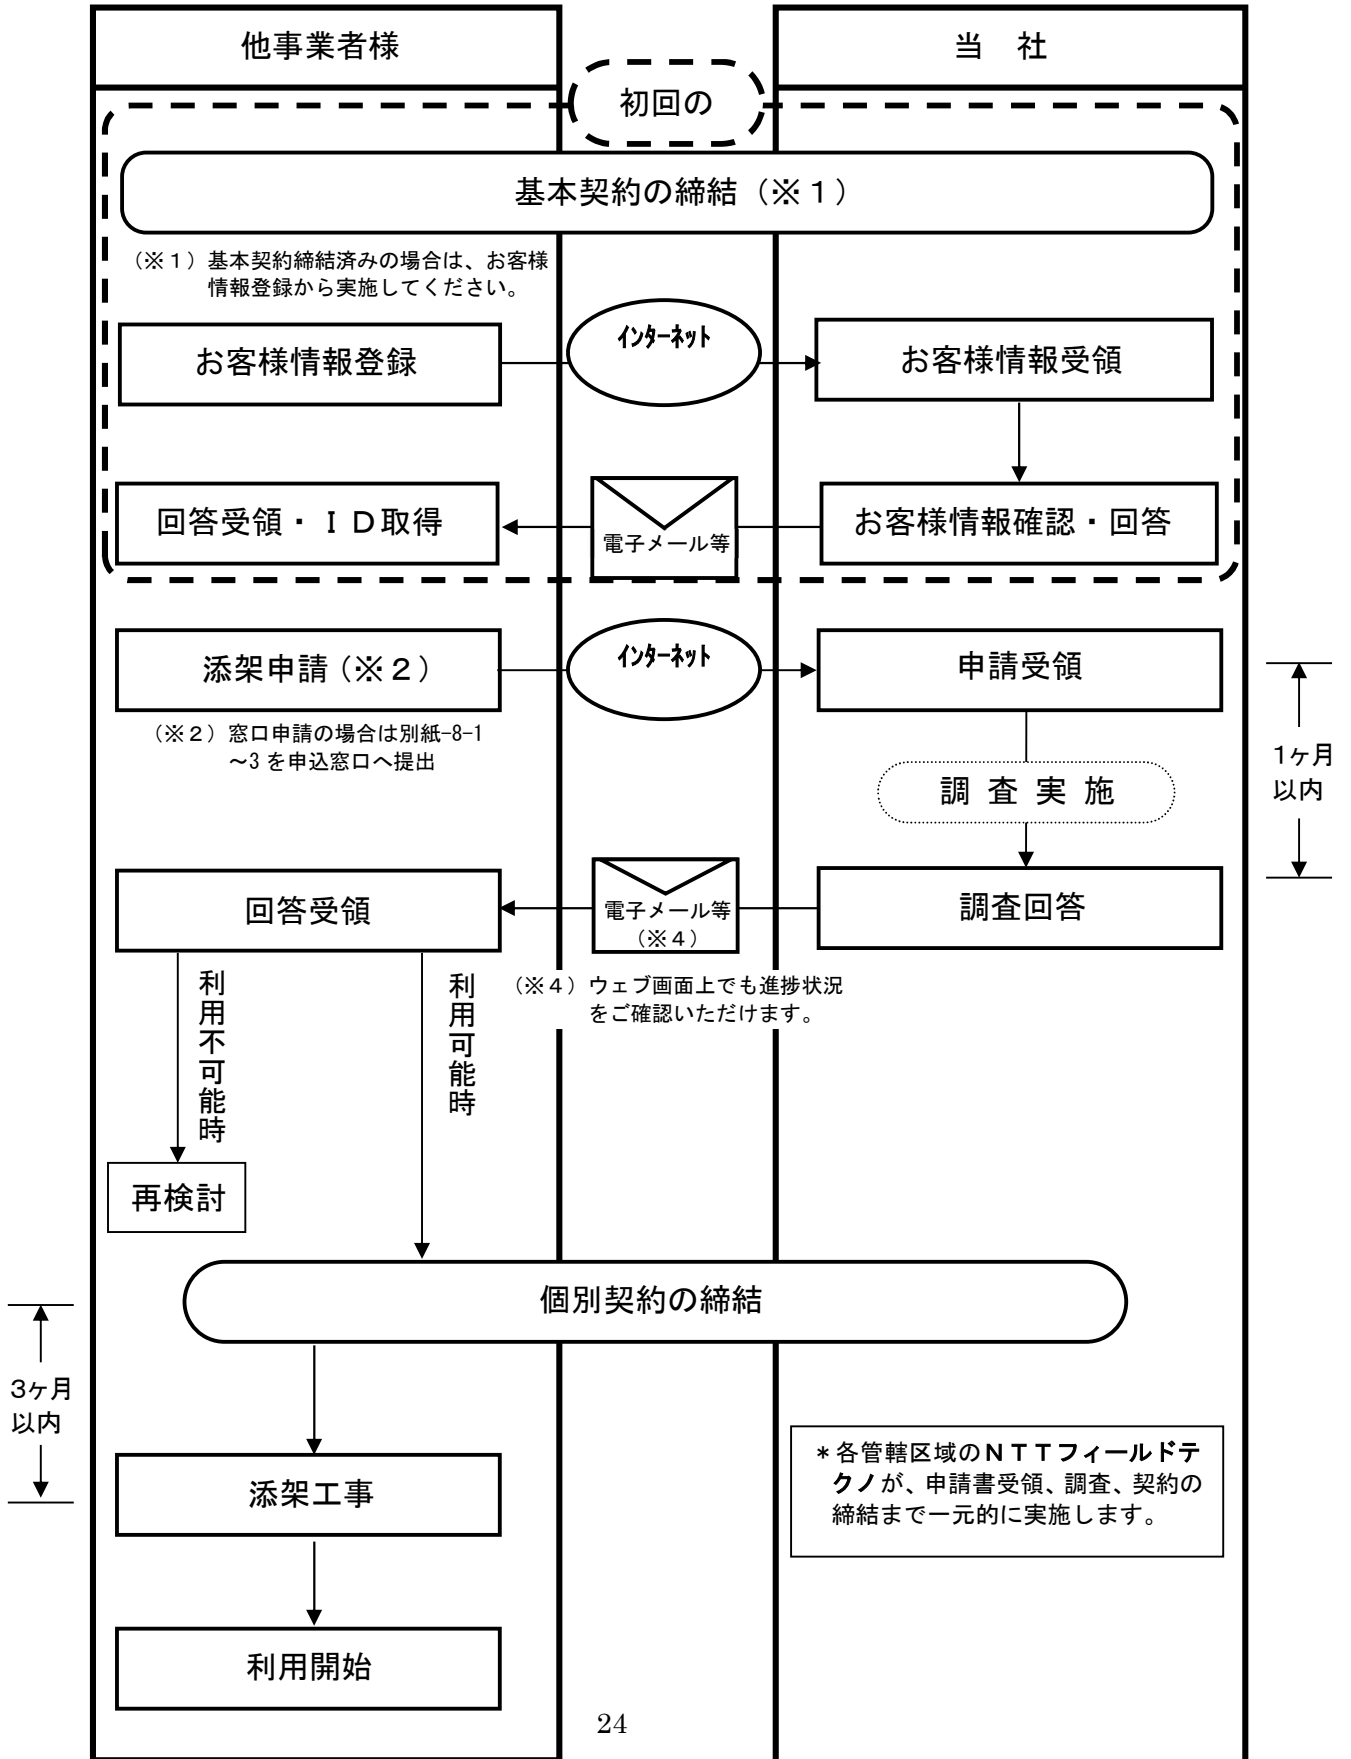 他事業者様
当　社
初回の
基本契約の締結（※１）
（※１）基本契約締結済みの場合は、お客様
情報登録から実施してください。
お客様情報登録
インターネット
お客様情報受領
回答受領・ＩＤ取得
電子メール等
お客様情報確認・回答
添架申請（※２）
インターネット
申請受領
（※２）窓口申請の場合は別紙-8-1
～3 を申込窓口へ提出
1ヶ月
以内
調 査 実 施
回答受領
電子メール等
（※４）
調査回答
（※４）ウェブ画面上でも進捗状況
をご確認いただけます。
利用不可能時
利用可能時
再検討
個別契約の締結
3ヶ月
以内
添架工事
＊各管轄区域のＮＴＴフィールドテ
クノが、申請書受領、調査、契約の
締結まで一元的に実施します。
利用開始
24